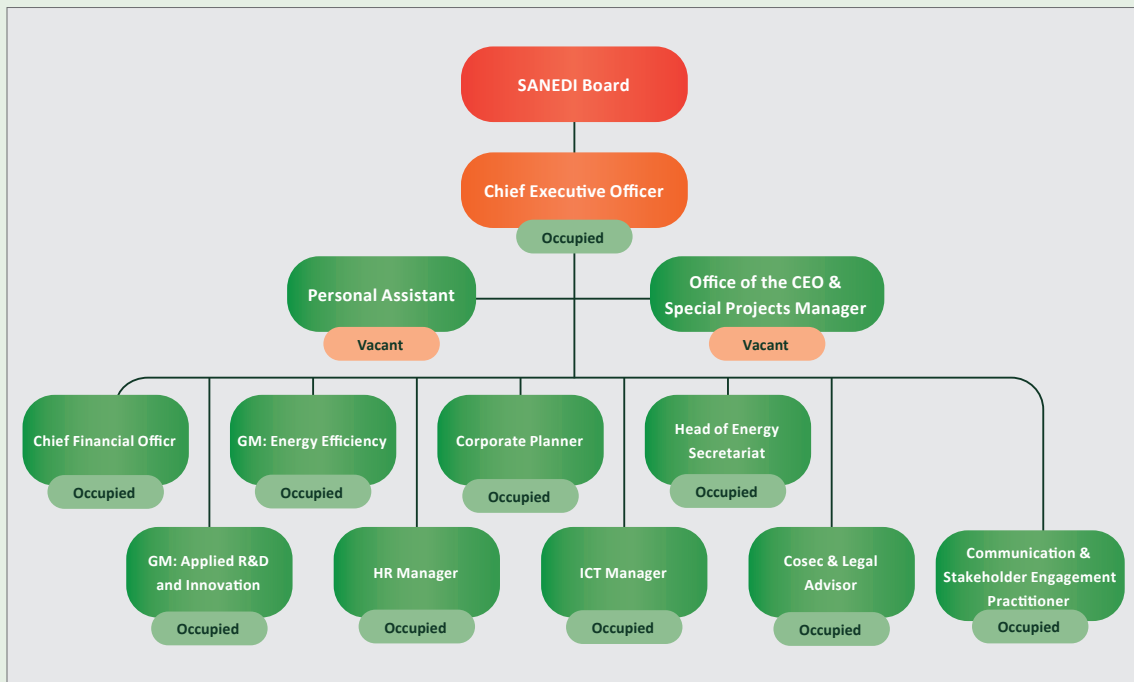 SANEDI Board
Chief Executive Officer
Occupied
Personal Assistant
Vacant
Office of the CEO &
Special Projects Manager
Vacant
Chief Financial Officr
Occupied
GM: Energy Efficiency
Occupied
Corporate Planner
Occupied
Head of Energy
Secretariat
Occupied
GM: Applied R&D
and Innovation
Occupied
HR Manager
Occupied
ICT Manager
Occupied
Cosec & Legal
Advisor
Occupied
Communication &
Stakeholder Engagement
Practitioner
Occupied